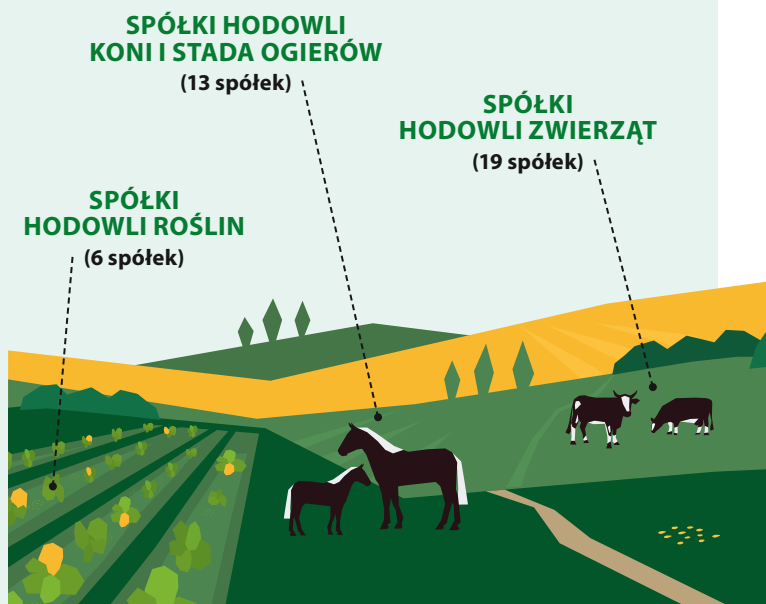 SPÓŁKI HODOWLI
KONI I STADA OGIERÓW
(13 spółek)
SPÓŁKI
HODOWLI ZWIERZĄT
(19 spółek)
SPÓŁKI
HODOWLI ROŚLIN
(6 spółek)